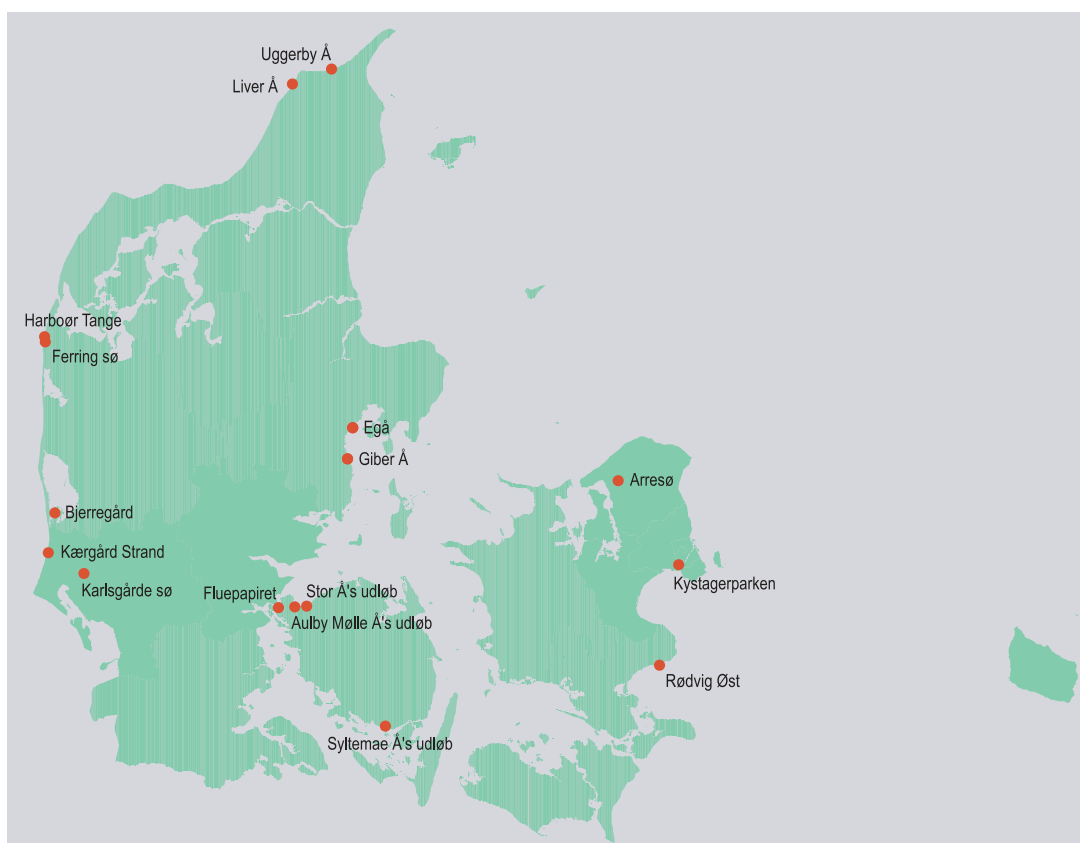 Uggerby Å
Liver Å
Harboør Tange
Ferring sø
Egå
Giber Å
Arresø
Bjerregård
Kærgård Strand
Karlsgårde sø
Kystagerparken
Fluepapiret
Stor Å's udløb
Aulby Mølle Å's udløb
Rødvig Øst
Syltemae Å's udløb